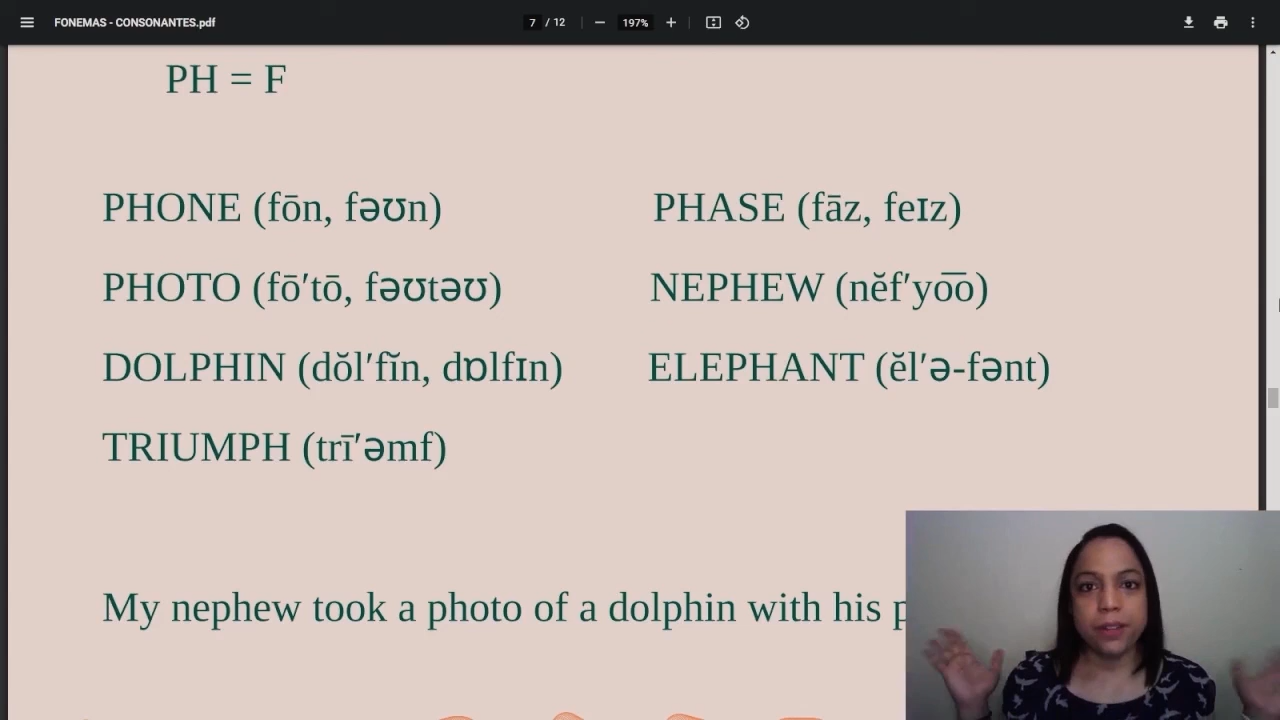 FONEMAS - CONSONANTES.pdf
7 / 12
197%
PH = F
PHONE (fōn, fəʊn)
PHASE (fāz, feɪz)
PHOTO (fō′tō, fəʊtəʊ)
NEPHEW (nĕf′yo͞o)
DOLPHIN (dŏl′fĭn, dɒlfɪn)
ELEPHANT (ĕl′ə-fənt)
TRIUMPH (trī′əmf)
My nephew took a photo of a dolphin with his